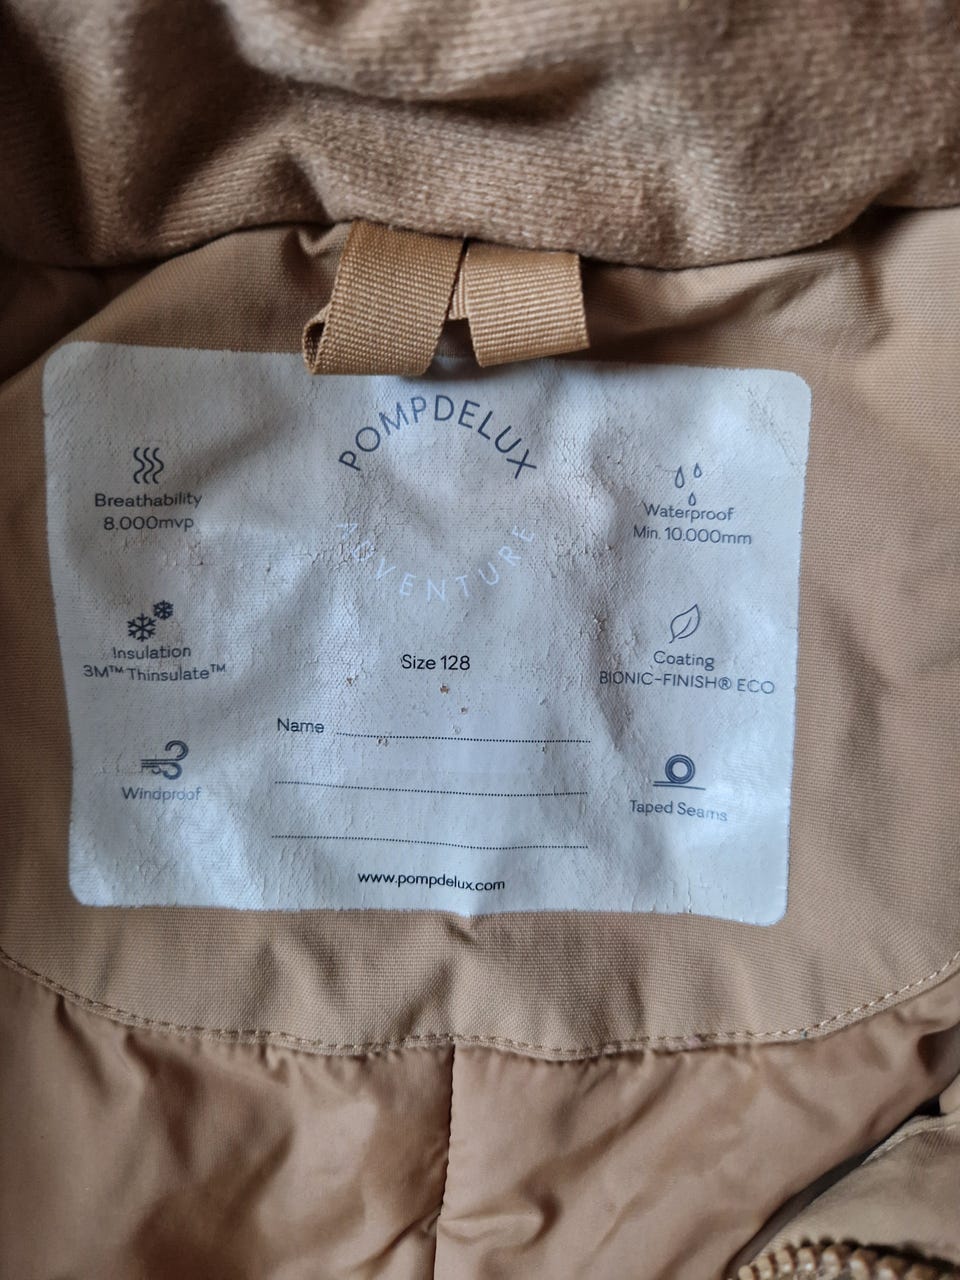 POMPDELUX
ADVENTURE
Breathability
8.000mvp
Waterproof
Min. 10.000mm
Insulation
3M™ Thinsulate™
Size 128
Coating
BIONIC-FINISH® ECO
Name
Windproof
Taped Seams
www.pompdelux.com